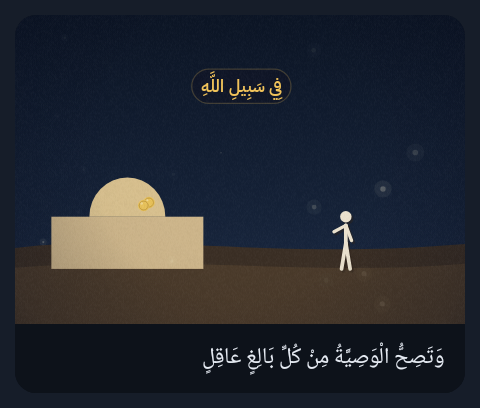 فِي سَبِيلِ اللَّهِ
وَتَصِحُّ الْوَصِيَّةُ مِنْ كُلِّ بَالِغٍ عَاقِلٍ